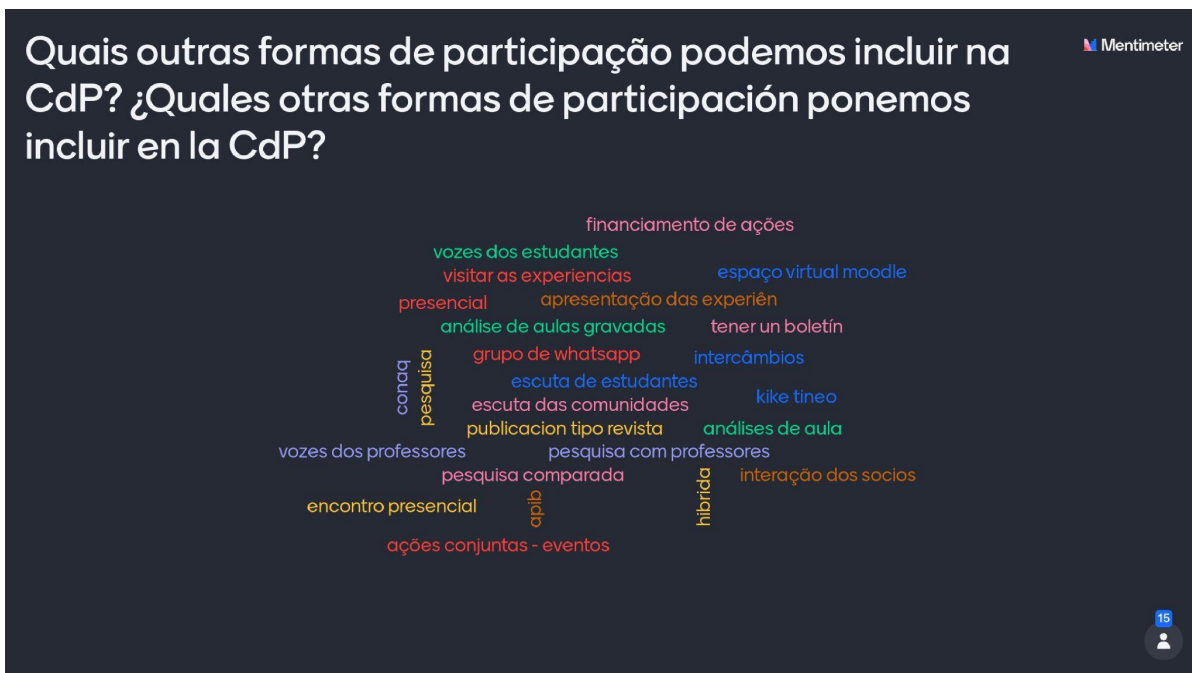 Quais outras formas de participação podemos incluir na
CdP? ¿Quales otras formas de participación ponemos
incluir en la CdP?
Mentimeter
financiamento de ações
vozes dos estudantes
visitar as experiencias
espaço virtual moodle
presencial
apresentação das experiên
análise de aulas gravadas
tener un boletín
conaq
pesquisa
grupo de whatsapp
intercâmbios
escuta de estudantes
kike tineo
escuta das comunidades
publicacion tipo revista
análises de aula
vozes dos professores
pesquisa com professores
pesquisa comparada
hibrida
interação dos socios
encontro presencial
apib
ações conjuntas - eventos
15